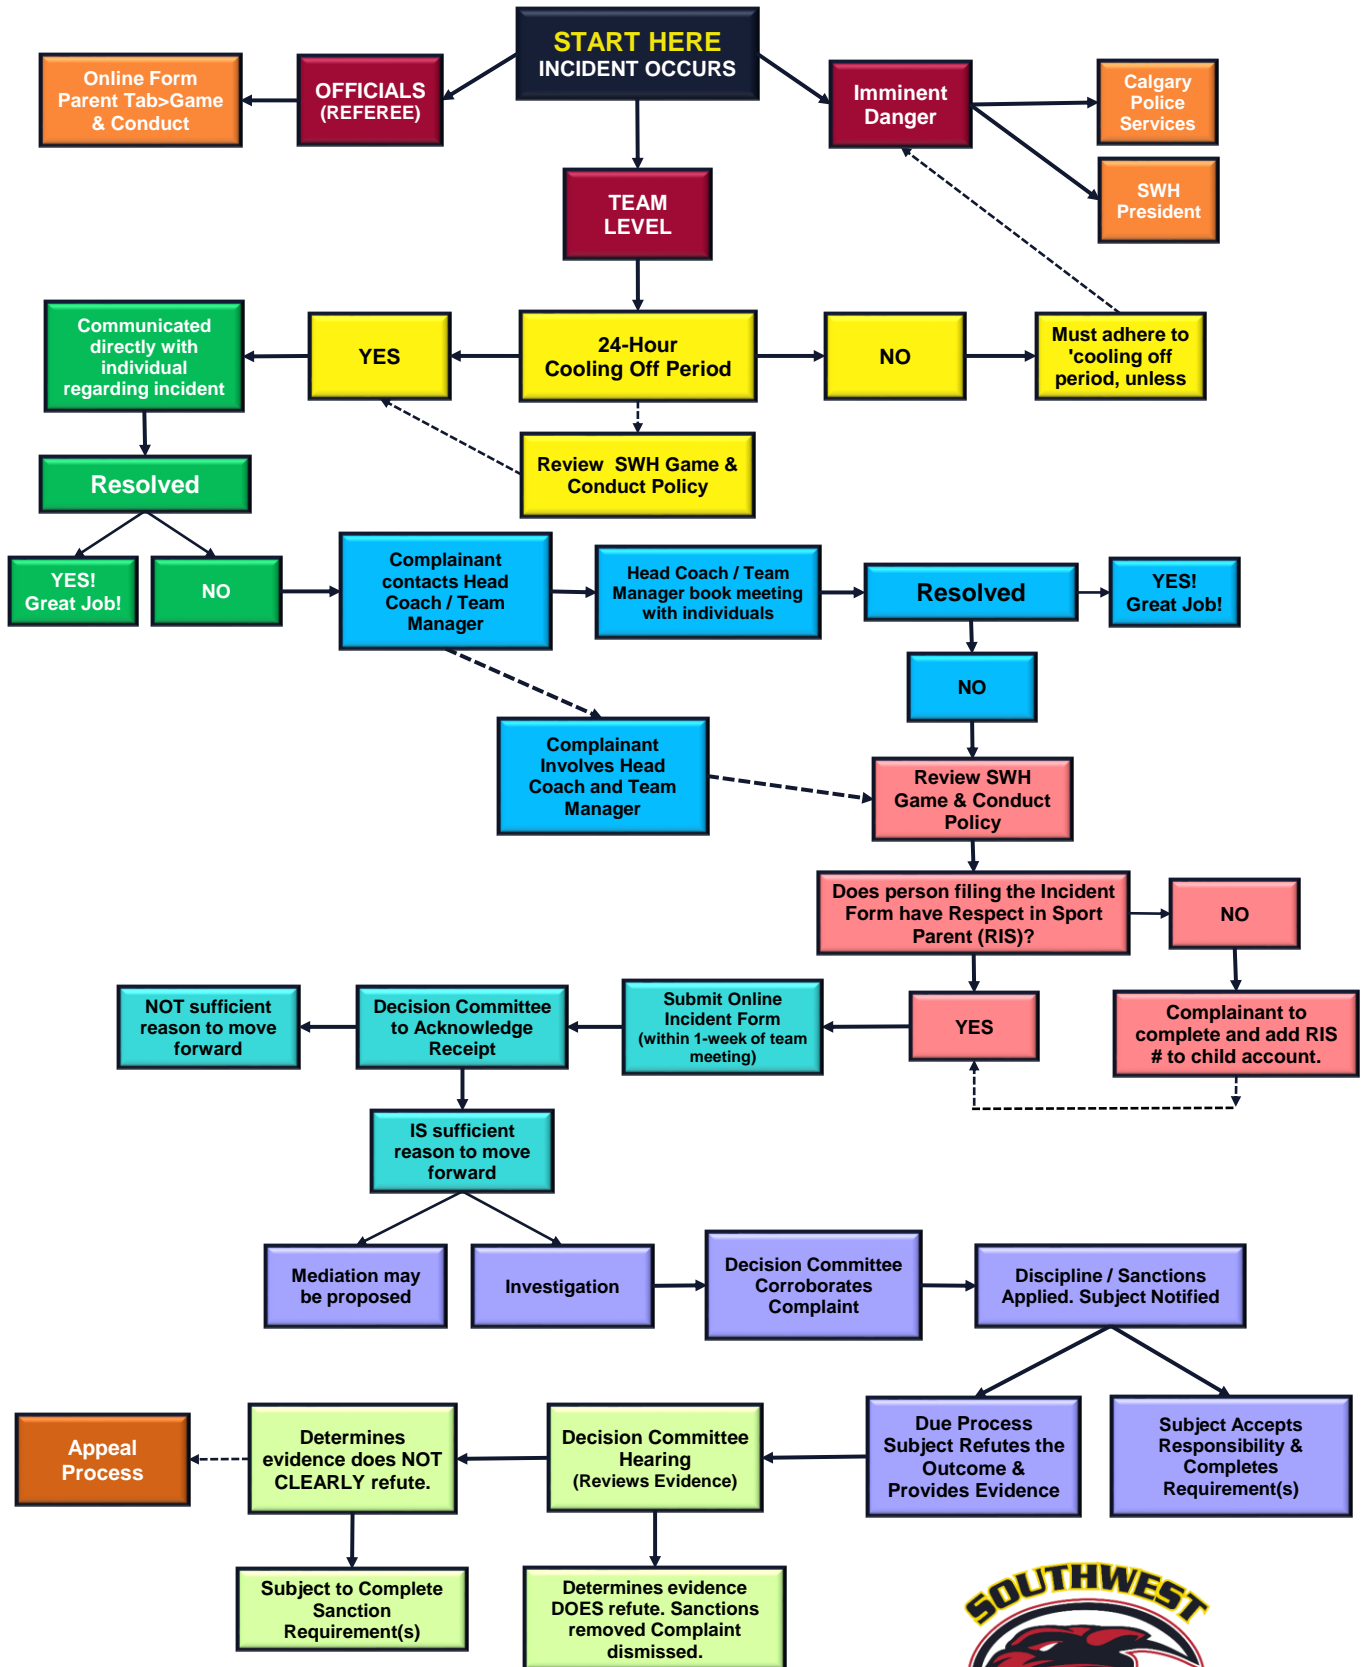 START HERE
INCIDENT OCCURS
Online Form
Parent Tab>Game
& Conduct
OFFICIALS
(REFEREE)
Imminent
Danger
Calgary
Police
Services
SWH
President
TEAM
LEVEL
Communicated
directly with
individual
regarding incident
YES
24-Hour
Cooling Off Period
NO
Must adhere to
'cooling off
period, unless
Review SWH Game &
Conduct Policy
Resolved
YES!
Great Job!
NO
Complainant
contacts Head
Coach / Team
Manager
Head Coach / Team
Manager book meeting
with individuals
Resolved
YES!
Great Job!
NO
Complainant
Involves Head
Coach and Team
Manager
Review SWH
Game & Conduct
Policy
Does person filing the Incident
Form have Respect in Sport
Parent (RIS)?
NO
NOT sufficient
reason to move
forward
Decision Committee
to Acknowledge
Receipt
Submit Online
Incident Form
(within 1-week of team
meeting)
YES
Complainant to
complete and add RIS
# to child account.
IS sufficient
reason to move
forward
Mediation may
be proposed
Investigation
Decision Committee
Corroborates
Complaint
Discipline / Sanctions
Applied. Subject Notified
Appeal
Process
Determines
evidence does NOT
CLEARLY refute.
Decision Committee
Hearing
(Reviews Evidence)
Due Process
Subject Refutes the
Outcome &
Provides Evidence
Subject Accepts
Responsibility &
Completes
Requirement(s)
Subject to Complete
Sanction
Requirement(s)
Determines evidence
DOES refute. Sanctions
removed Complaint
dismissed.
SOUTHWEST